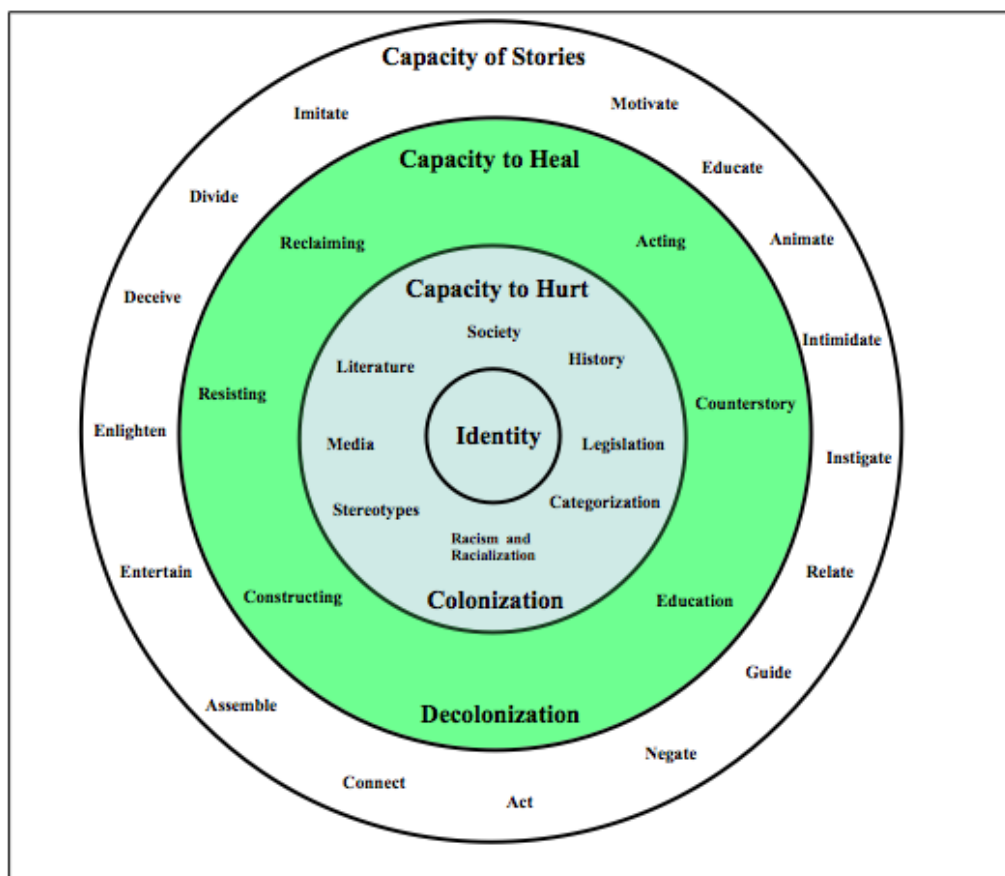 Capacity of Stories
Imitate
Motivate
Capacity to Heal
Educate
Divide
Reclaiming
Acting
Animate
Capacity to Hurt
Deceive
Society
Intimidate
History
Literature
Resisting
Counterstory
Enlighten
Identity
Media
Legislation
Instigate
Stereotypes
Categorization
Racism and
Racialization
Entertain
Relate
Constructing
Colonization
Education
Guide
Assemble
Decolonization
Negate
Connect
Act